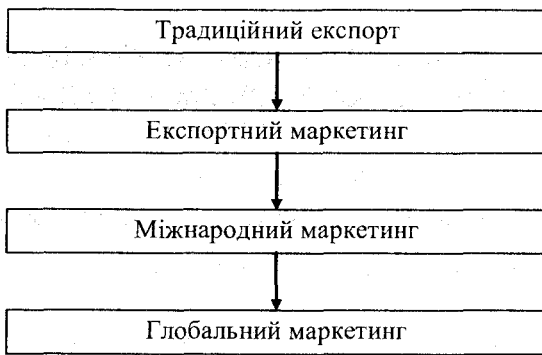 Традиційний експорт
Експортний маркетинг
Міжнародний маркетинг
Глобальний маркетинг